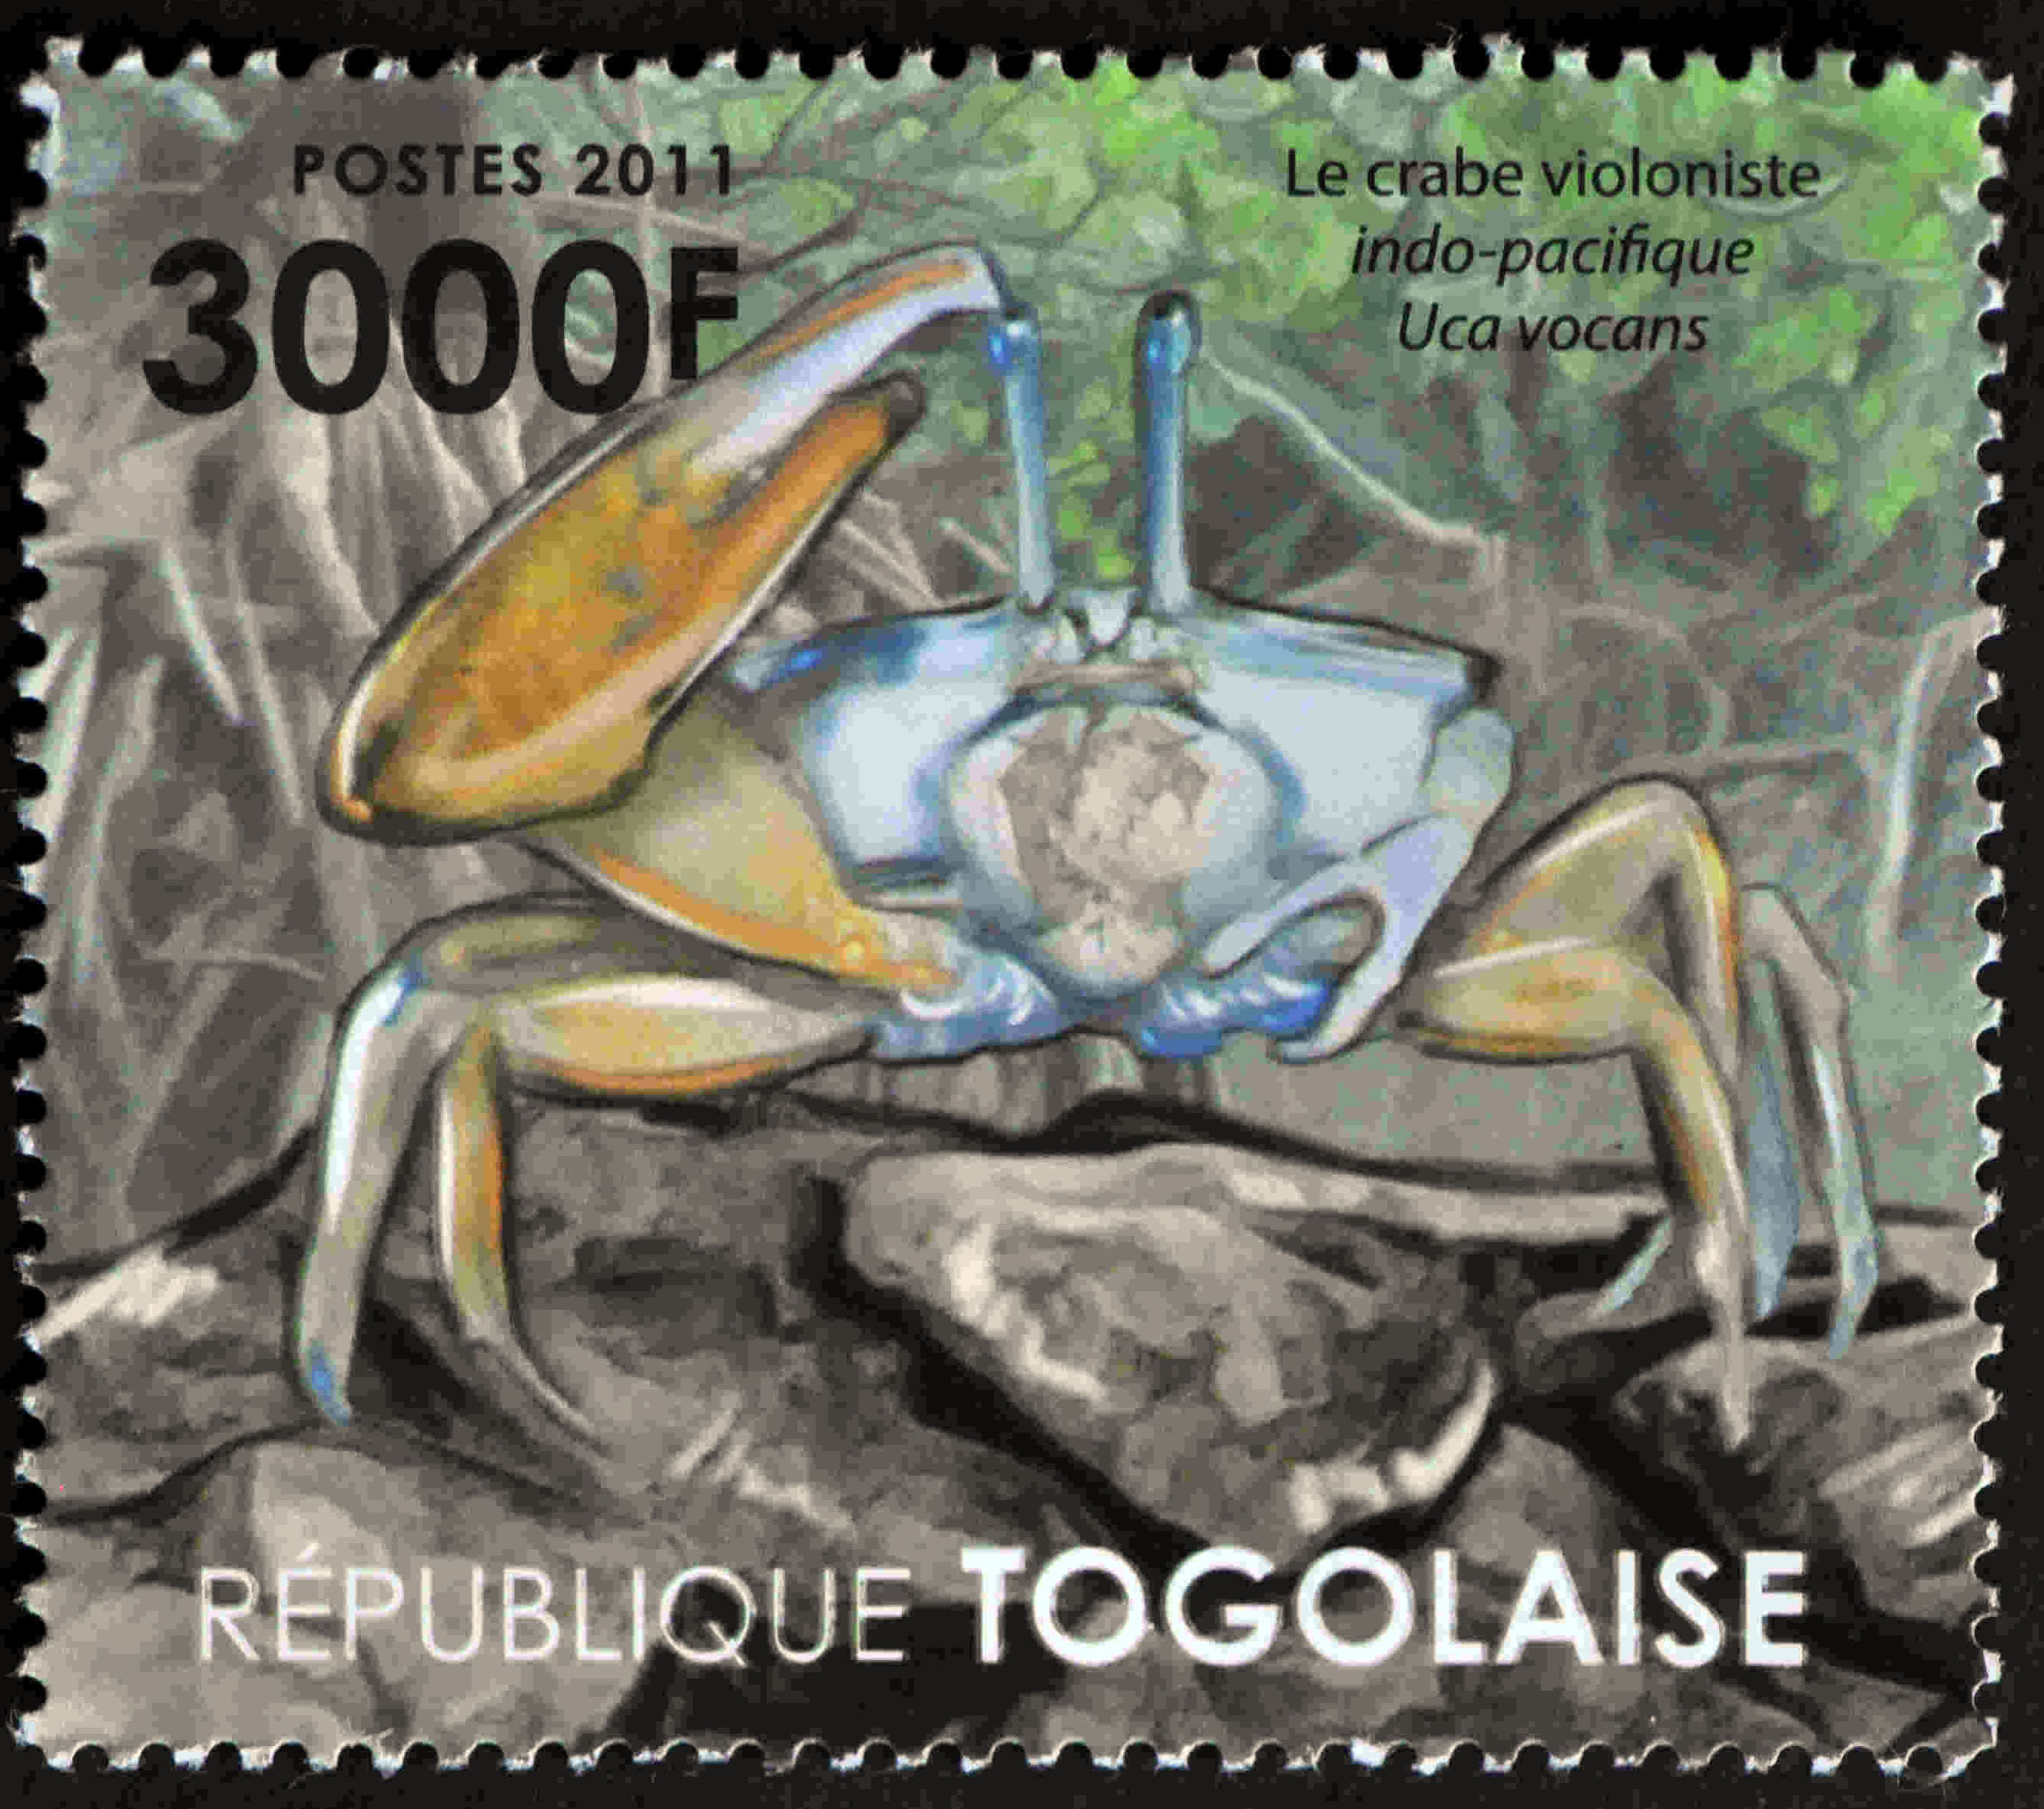 POSTES 2011
3000F
Le crabe violoniste
indo-pacifique
Uca vocans
RÉPUBLIQUE TOGOLAISE